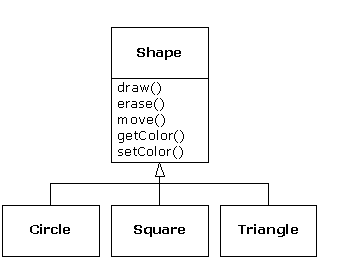 Shape
draw()
erase()
move()
getColor()
setColor()
Circle
Square
Triangle